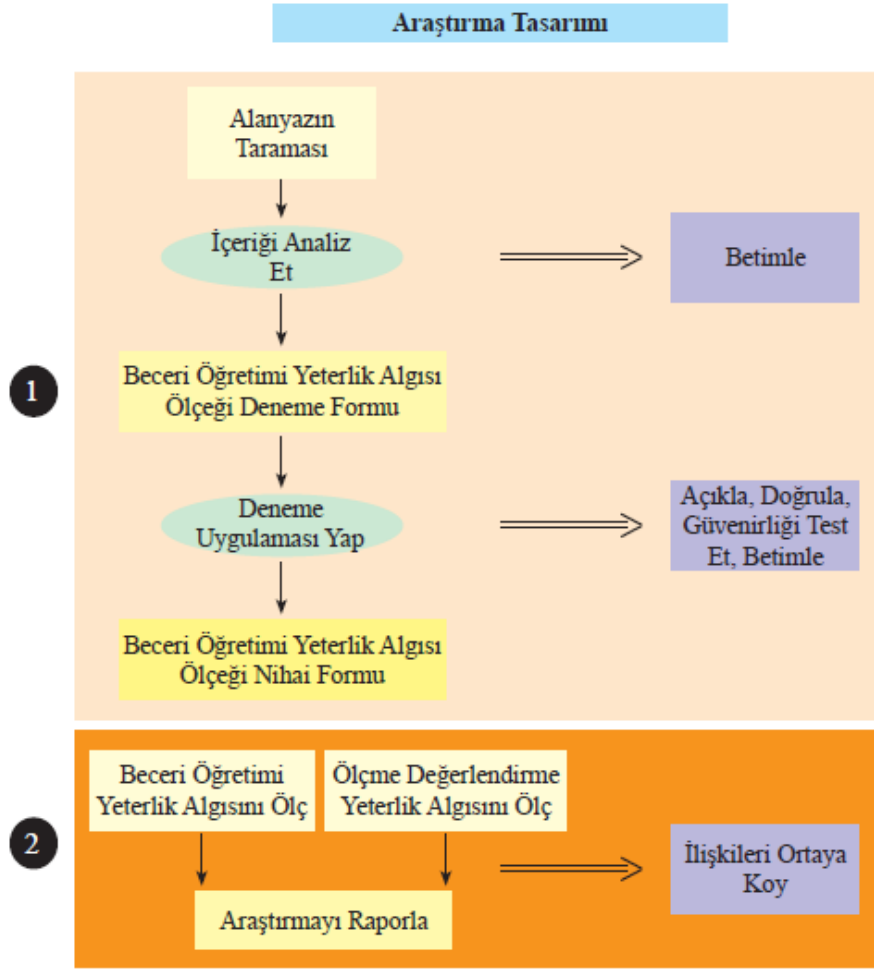 Araştırma Tasarımı
Alanyazın
Taraması
İçeriği Analiz
Et
Betimle
1
Beceri Öğretimi Yeterlik Algısı
Ölçeği Deneme Formu
Deneme
Uygulaması Yap
Açıkla, Doğrula,
Güvenirliği Test
Et, Betimle
Beceri Öğretimi Yeterlik Algısı
Ölçeği Nihai Formu
2
Beceri Öğretimi
Yeterlik Algısını Ölç
Ölçme Değerlendirme
Yeterlik Algısını Ölç
İlişkileri Ortaya
Koy
Araştırmayı Raporla